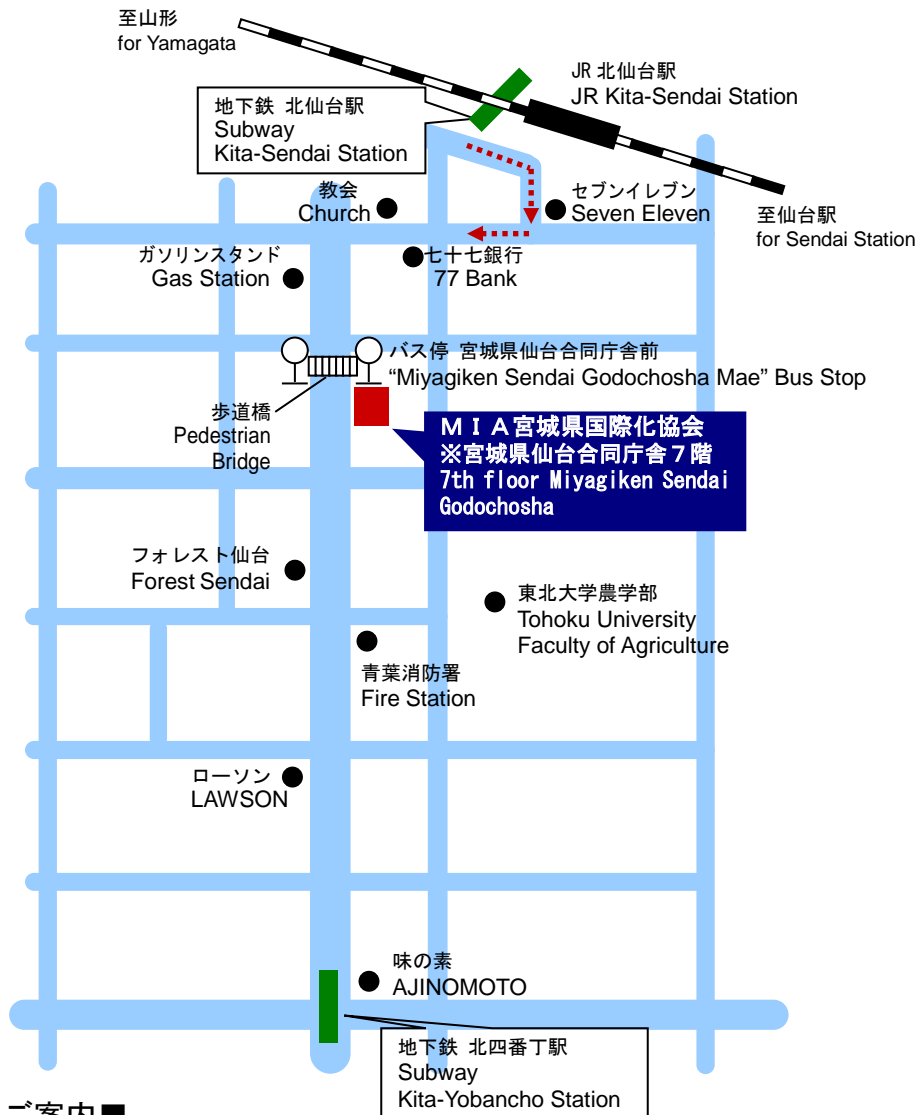 至山形
for Yamagata
JR 北仙台駅
JR Kita-Sendai Station
地下鉄 北仙台駅
Subway
Kita-Sendai Station
教会
Church
セブンイレブン
Seven Eleven
至仙台駅
for Sendai Station
ガソリンスタンド
Gas Station
七十七銀行
77 Bank
バス停 宮城県仙台合同庁舎前
“Miyagiken Sendai Godochosha Mae” Bus Stop
歩道橋
Pedestrian
Bridge
ＭＩＡ宮城県国際化協会
※宮城県仙台合同庁舎７階
7th floor Miyagiken Sendai
Godochosha
フォレスト仙台
Forest Sendai
東北大学農学部
Tohoku University
Faculty of Agriculture
青葉消防署
Fire Station
ローソン
LAWSON
味の素
AJINOMOTO
地下鉄 北四番丁駅
Subway
Kita-Yobancho Station
ご案内■